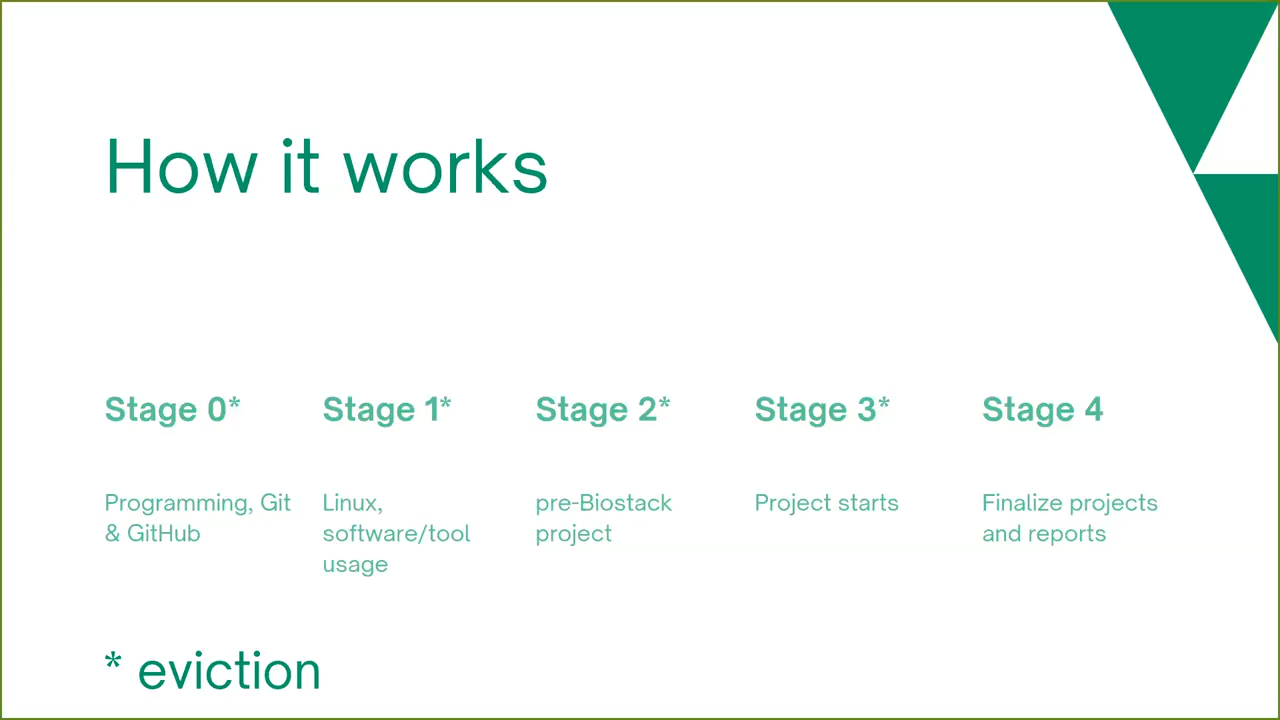 How it works
Stage 0*
Programming, Git
& GitHub
Stage 1*
Linux,
software/tool
usage
Stage 2*
pre-Biostack
project
Stage 3*
Project starts
Stage 4
Finalize projects
and reports
* eviction